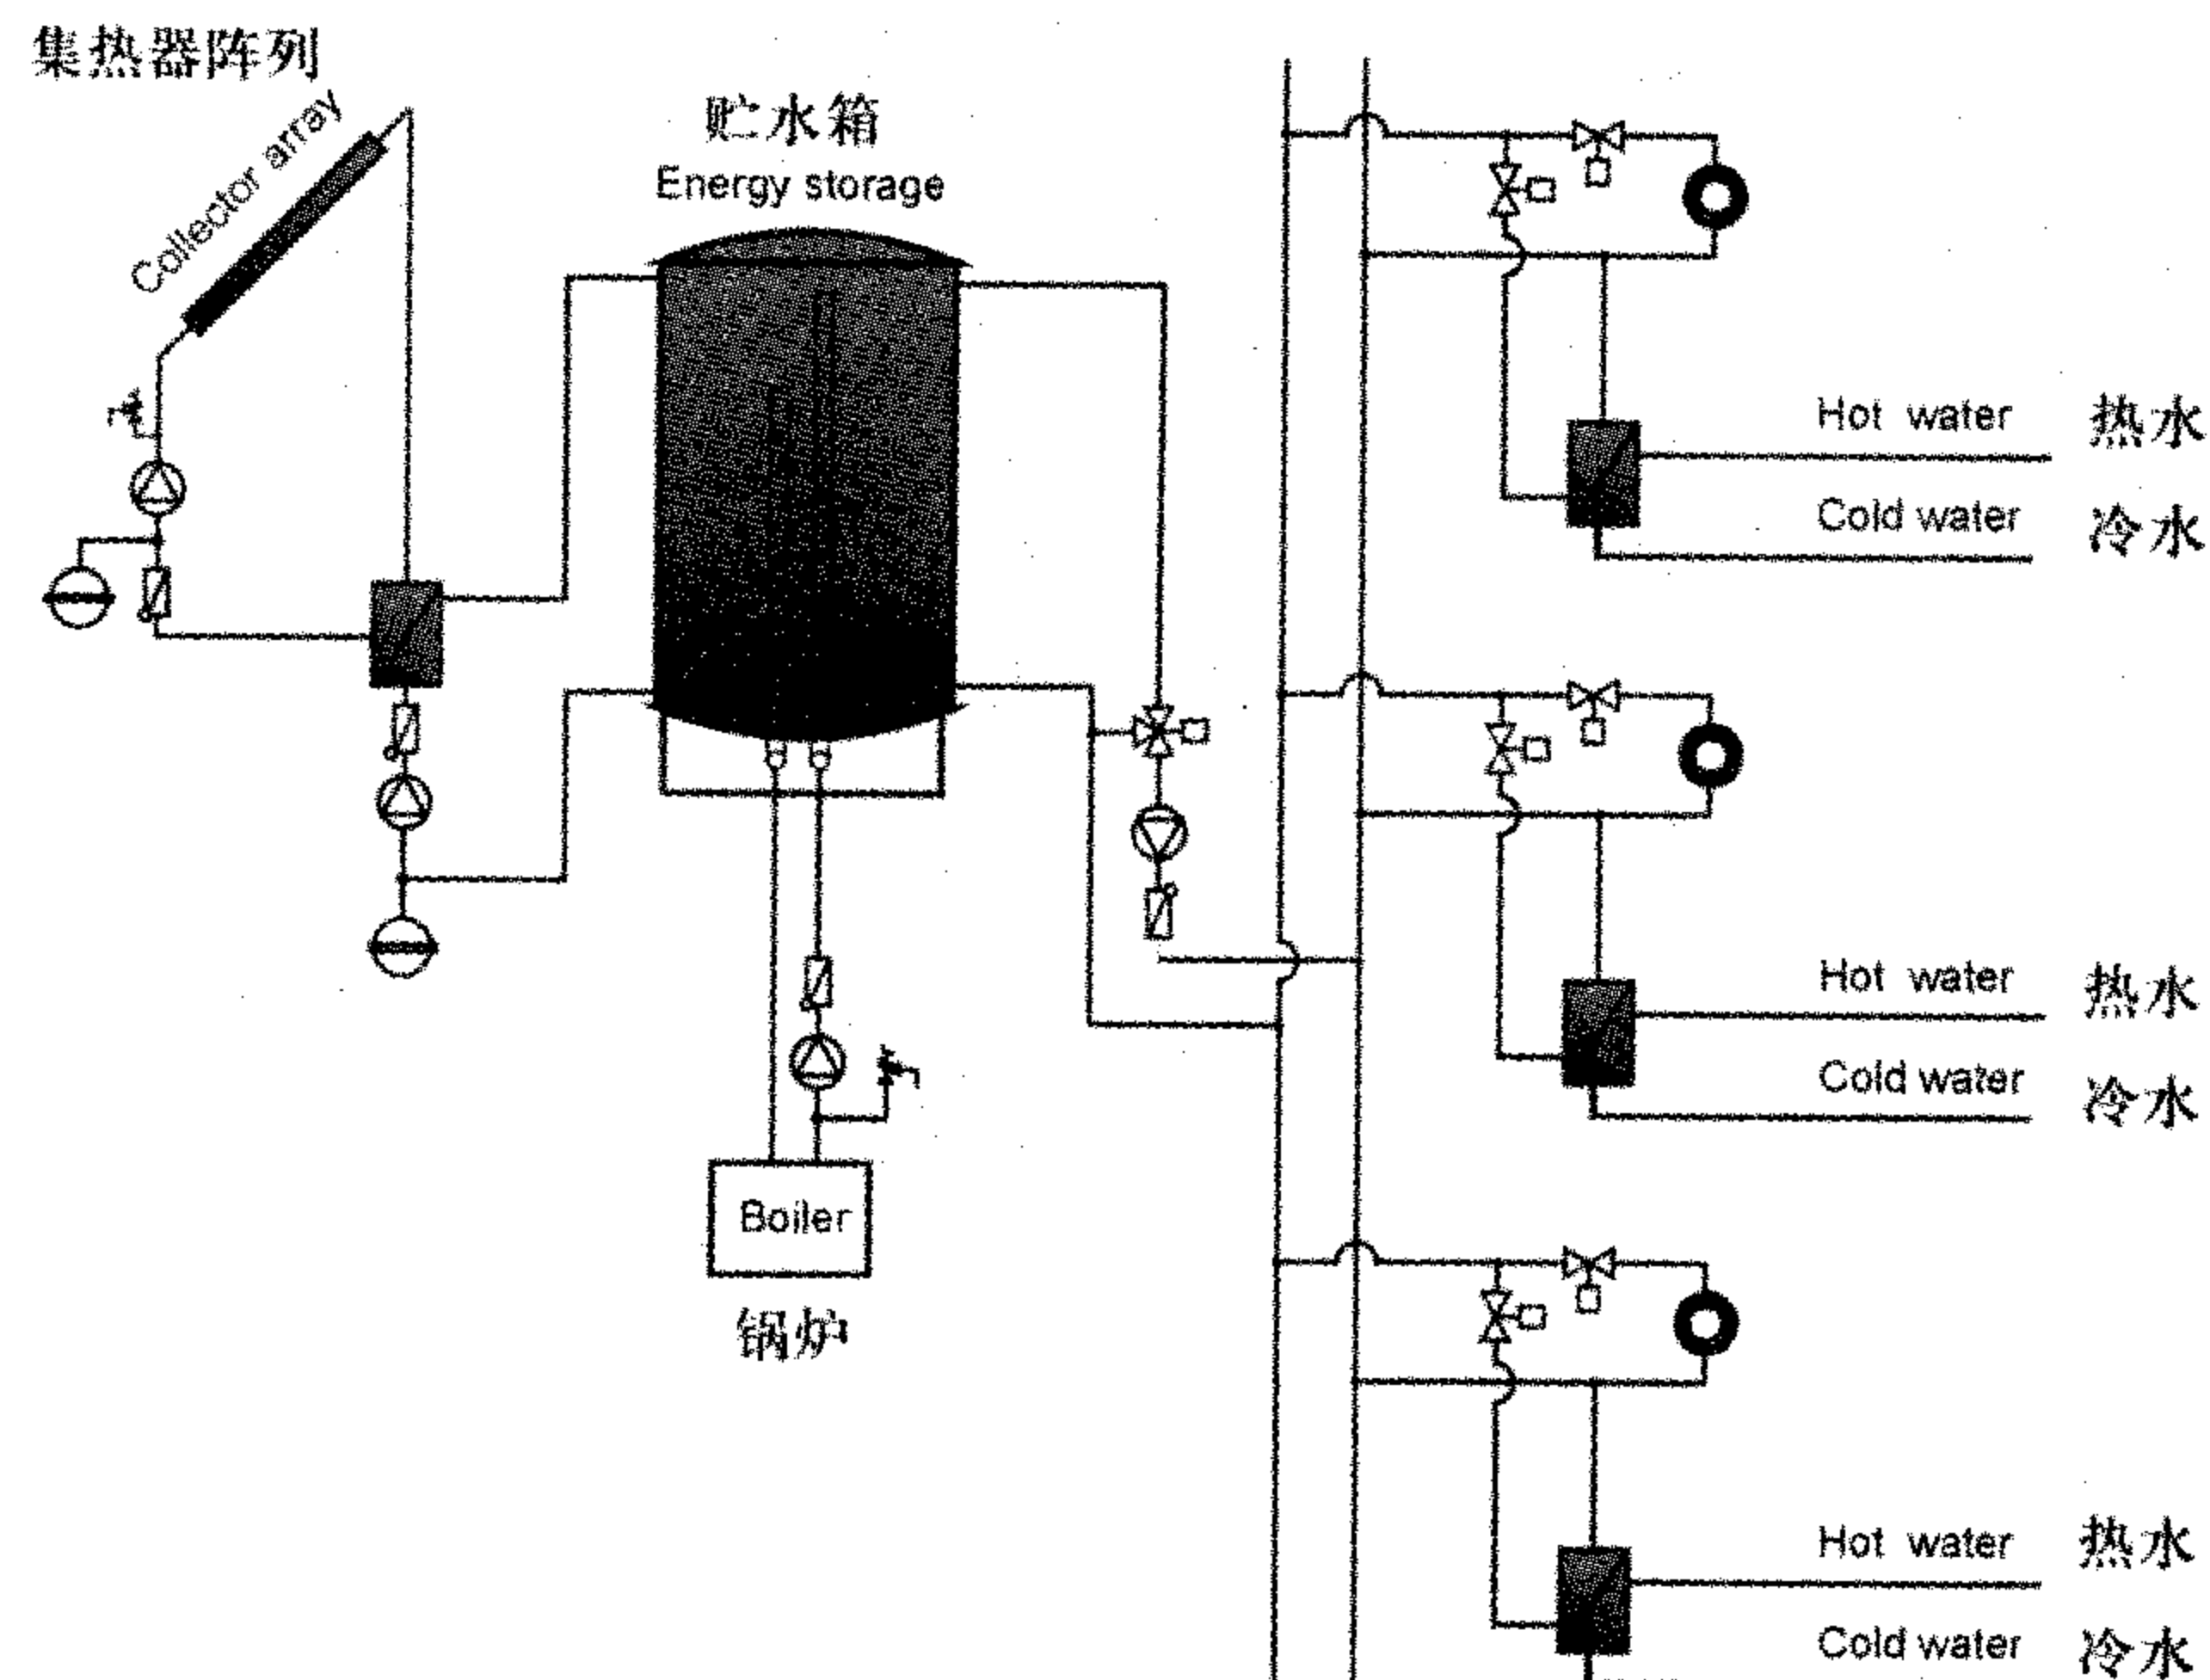 集热器阵列
Collector array
贮水箱
Energy storage
Hot water 热水
Cold water 冷水
Hot water 热水
Cold water 冷水
Boiler
锅炉
Hot water 热水
Cold water 冷水